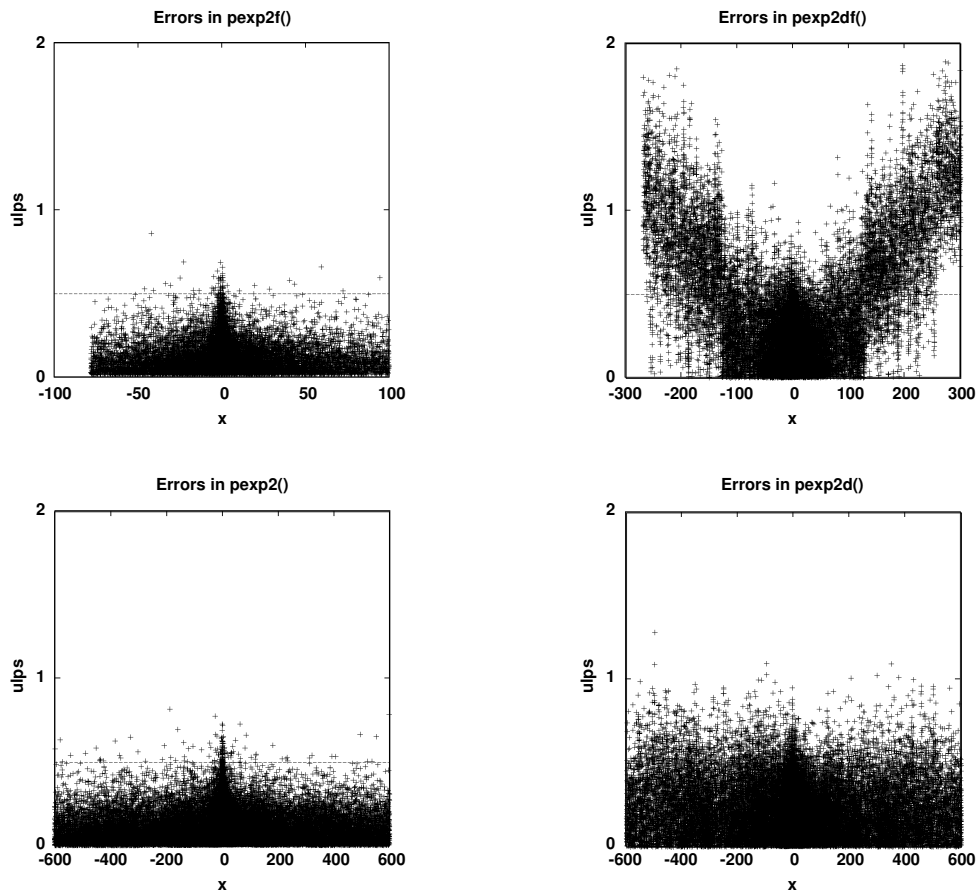 Errors in pexp2f()
2
1
0
ulps
-100 -50 0 50 100
x
Errors in pexp2df()
2
1
0
ulps
-300 -200 -100 0 100 200 300
x
Errors in pexp2()
2
1
0
ulps
-600 -400 -200 0 200 400 600
x
Errors in pexp2d()
2
1
0
ulps
-600 -400 -200 0 200 400 600
x